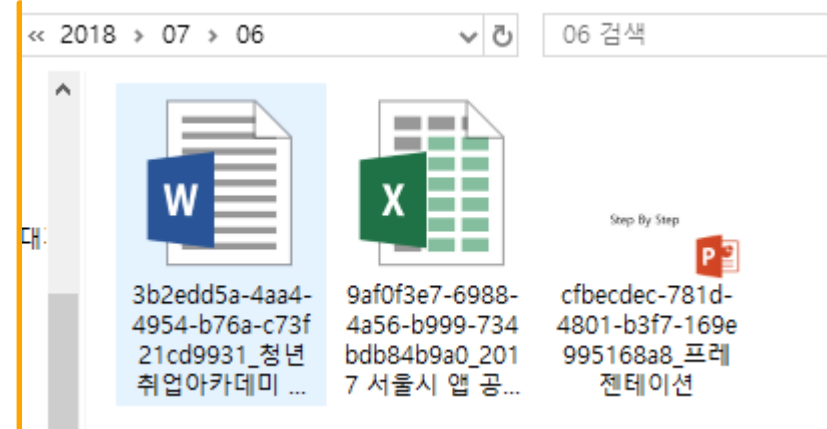 « 2018 › 07 › 06
06 검색
W
X
Step By Step
P
대
3b2edd5a-4aa4-
4954-b76a-c73f
21cd9931_청년
취업아카데미 ...
9af0f3e7-6988-
4a56-b999-734
bdb84b9a0_201
7 서울시 앱 공...
cfbecdec-781d-
4801-b3f7-169e
995168a8_프레
젠테이션